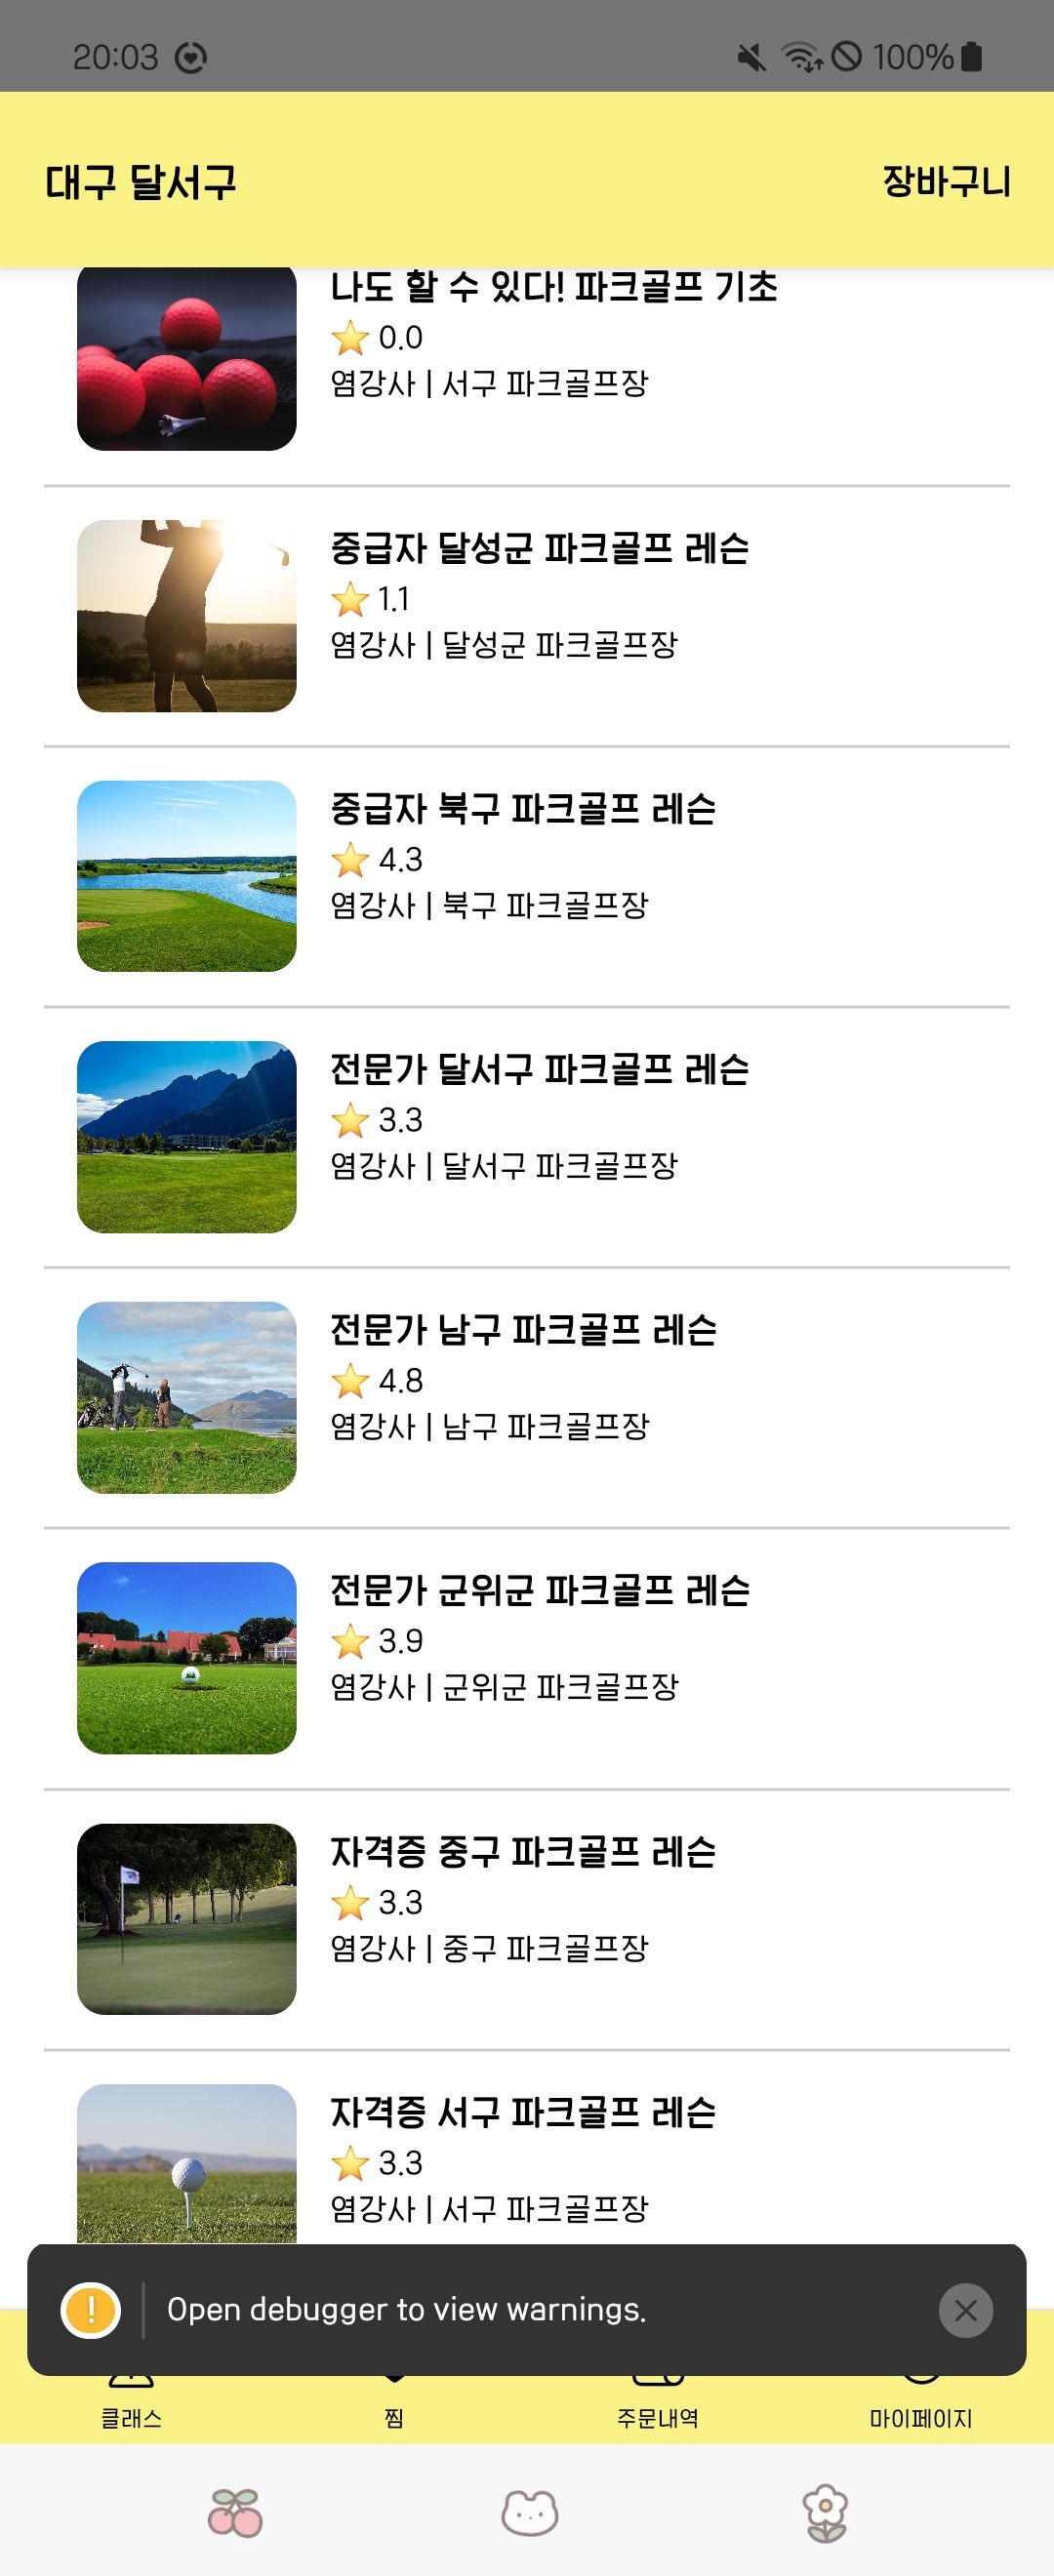 20:03
100%
대구 달서구
장바구니
나도 할 수 있다! 파크골프 기초
0.0
염강사 | 서구 파크골프장
중급자 달성군 파크골프 레슨
1.1
염강사 | 달성군 파크골프장
중급자 북구 파크골프 레슨
4.3
염강사 | 북구 파크골프장
전문가 달서구 파크골프 레슨
3.3
염강사 | 달서구 파크골프장
전문가 남구 파크골프 레슨
4.8
염강사 | 남구 파크골프장
전문가 군위군 파크골프 레슨
3.9
염강사 | 군위군 파크골프장
자격증 중구 파크골프 레슨
3.3
염강사 | 중구 파크골프장
자격증 서구 파크골프 레슨
3.3
염강사 | 서구 파크골프장
Open debugger to view warnings.
클래스
찜
주문내역
마이페이지